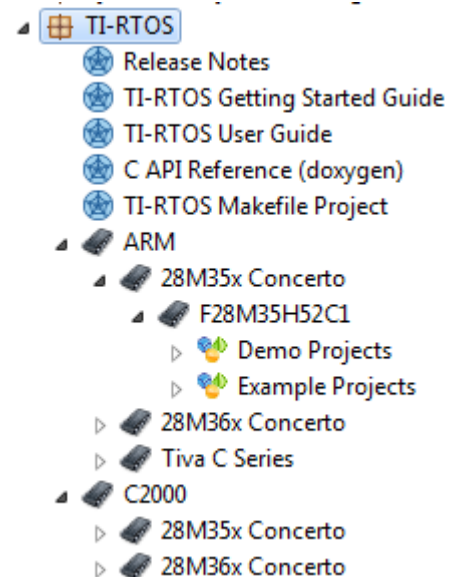 TI-RTOS
Release Notes
TI-RTOS Getting Started Guide
TI-RTOS User Guide
C API Reference (doxygen)
TI-RTOS Makefile Project
ARM
28M35x Concerto
F28M35H52C1
Demo Projects
Example Projects
28M36x Concerto
Tiva C Series
C2000
28M35x Concerto
28M36x Concerto